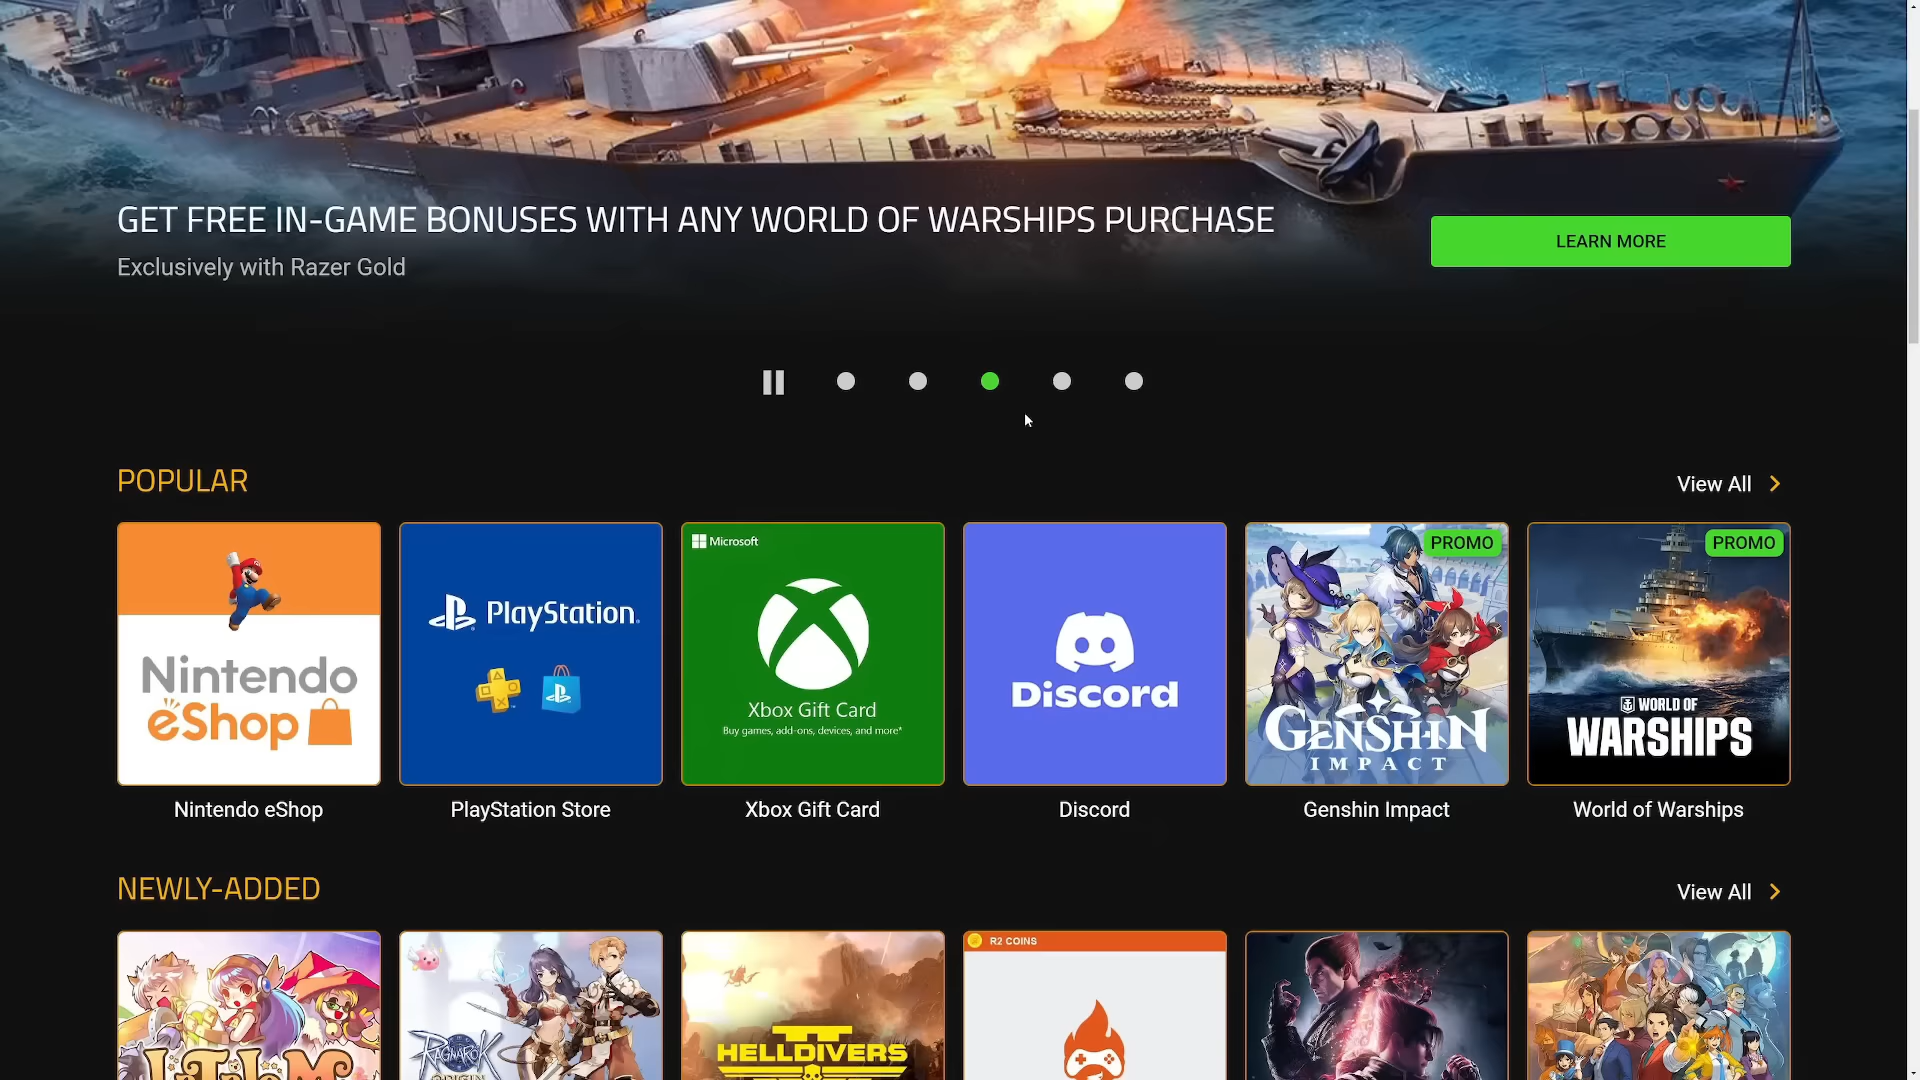 GET FREE IN-GAME BONUSES WITH ANY WORLD OF WARSHIPS PURCHASE
Exclusively with Razer Gold
LEARN MORE
POPULAR
View All
Nintendo
eShop
PlayStation
Microsoft
Xbox Gift Card
Buy games, add-ons, devices, and more*
Discord
PROMO
GENSHIN
IMPACT
PROMO
WORLD OF
WARSHIPS
Nintendo eShop
PlayStation Store
Xbox Gift Card
Discord
Genshin Impact
World of Warships
NEWLY-ADDED
View All
RAGNAROK
ORIGIN
HELLDIVERS
R2 COINS